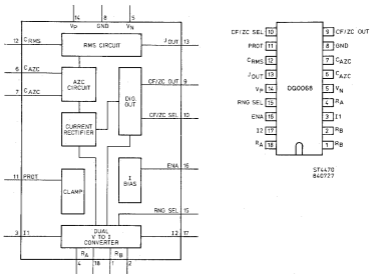 14 8 5
VP GND VN
12 CRMS RMS CIRCUIT JOUT 13
6 CAZC
7 CAZC
AZC CIRCUIT
DIG. OUT
CF/ZC OUT 9
CF/ZC SEL 10
CURRENT RECTIFIER
ENA 16
I BIAS
11 PROT
CLAMP
RNG SEL 15
3 I1 DUAL V TO I CONVERTER I2 17
RA RB
4 18 1 2
CF/ZC SEL 10 9 CF/ZC OUT
PROT 11 8 GND
CRMS 12 7 CAZC
JOUT 13 6 CAZC
VP 14 DQ0068 5 VN
RNG SEL 15 4 RA
ENA 16 3 I1
I2 17 2 RB
RA 18 1 RB
ST4470
840727